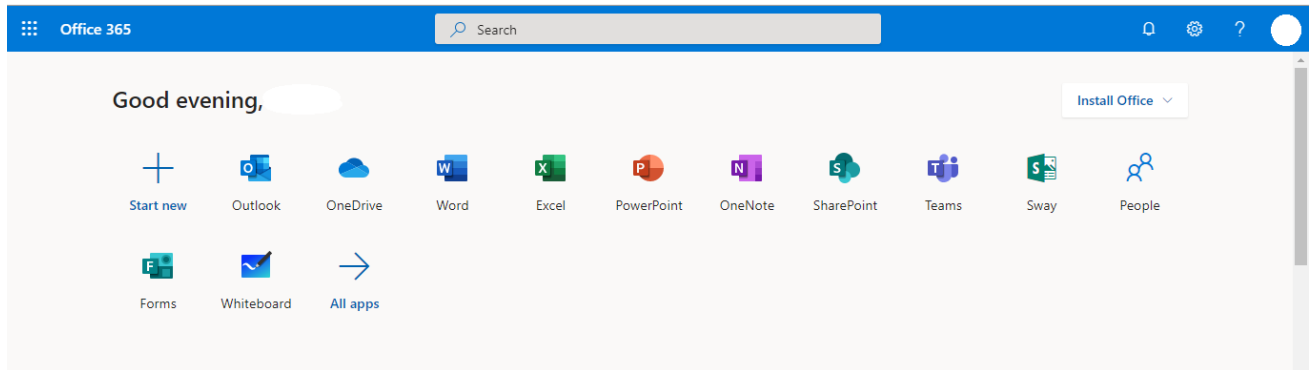 Office 365 Search ?
Good evening, Install Office
Start new Outlook OneDrive Word Excel PowerPoint OneNote SharePoint Teams Sway People
Forms Whiteboard All apps